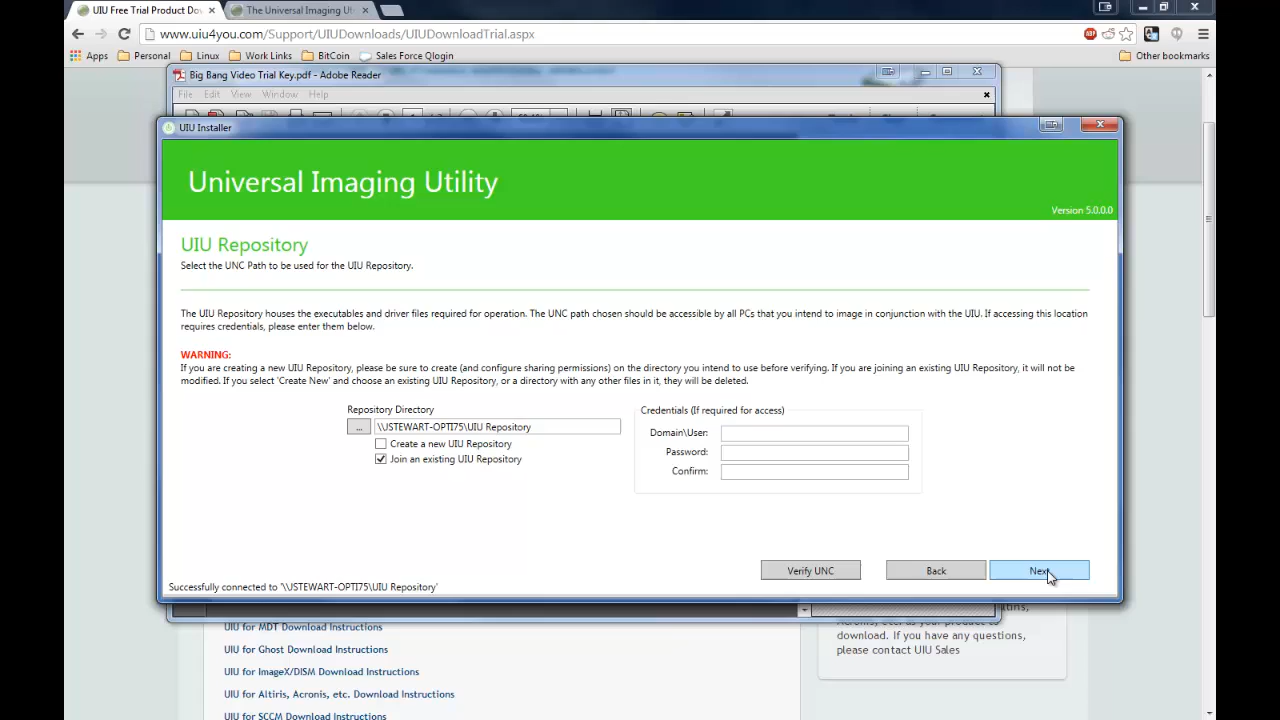 UIU Free Trial Product Do
The Universal Imaging Ut
www.uiu4you.com/Support/UIUDownloads/UIUDownloadTrial.aspx
Apps Personal Linux Work Links BitCoin Sales Force Qlogin Other bookmarks
Big Bang Video Trial Key.pdf - Adobe Reader
File Edit View Window Help
UIU Installer
Universal Imaging Utility
Version 5.0.0.0
UIU Repository
Select the UNC Path to be used for the UIU Repository.
The UIU Repository houses the executables and driver files required for operation. The UNC path chosen should be accessible by all PCs that you intend to image in conjunction with the UIU. If accessing this location
requires credentials, please enter them below.
WARNING:
If you are creating a new UIU Repository, please be sure to create (and configure sharing permissions) on the directory you intend to use before verifying. If you are joining an existing UIU Repository, it will not be
modified. If you select 'Create New' and choose an existing UIU Repository, or a directory with any other files in it, they will be deleted.
Repository Directory
... \\JSTEWART-OPTI75\UIU Repository
Create a new UIU Repository
Join an existing UIU Repository
Credentials (If required for access)
Domain\User:
Password:
Confirm:
Verify UNC Back Next
Successfully connected to '\\JSTEWART-OPTI75\UIU Repository'
UIU for MDT Download Instructions
UIU for Ghost Download Instructions
UIU for ImageX/DISM Download Instructions
UIU for Altiris, Acronis, etc. Download Instructions
UIU for SCCM Download Instructions
download. If you have any questions,
please contact UIU Sales